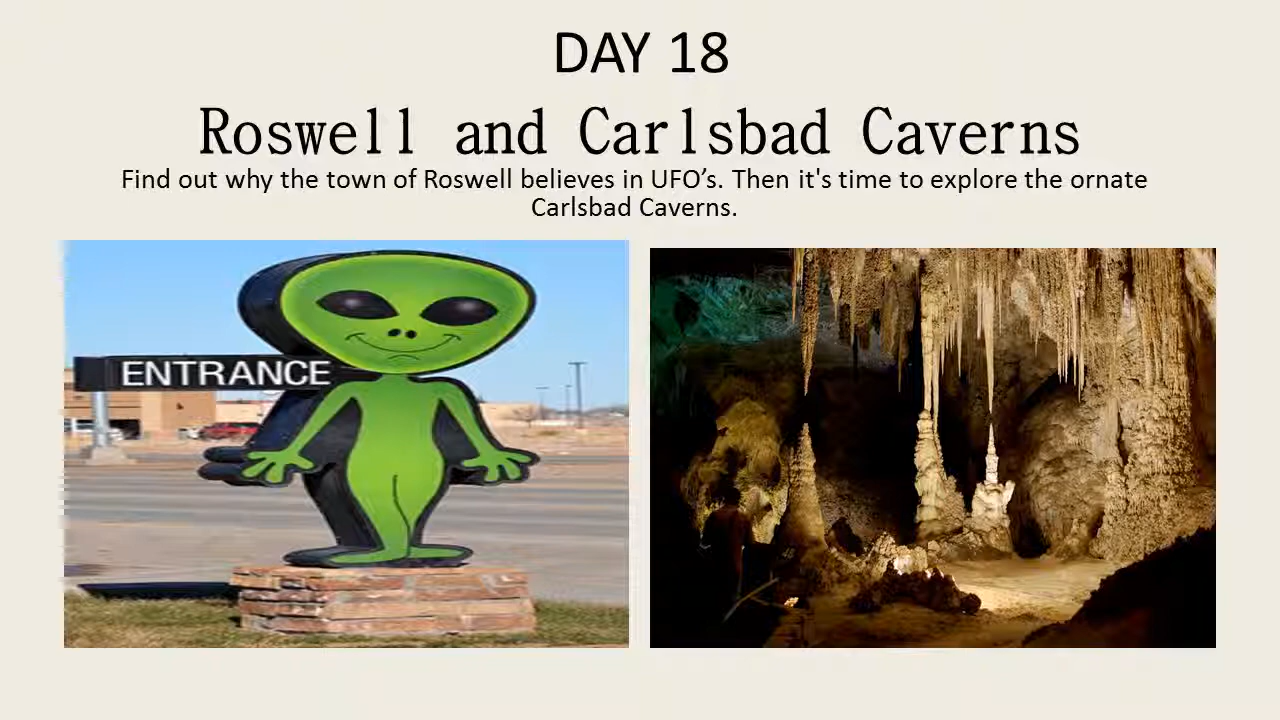 DAY 18
Roswell and Carlsbad Caverns
Find out why the town of Roswell believes in UFO’s. Then it's time to explore the ornate
Carlsbad Caverns.
ENTRANCE